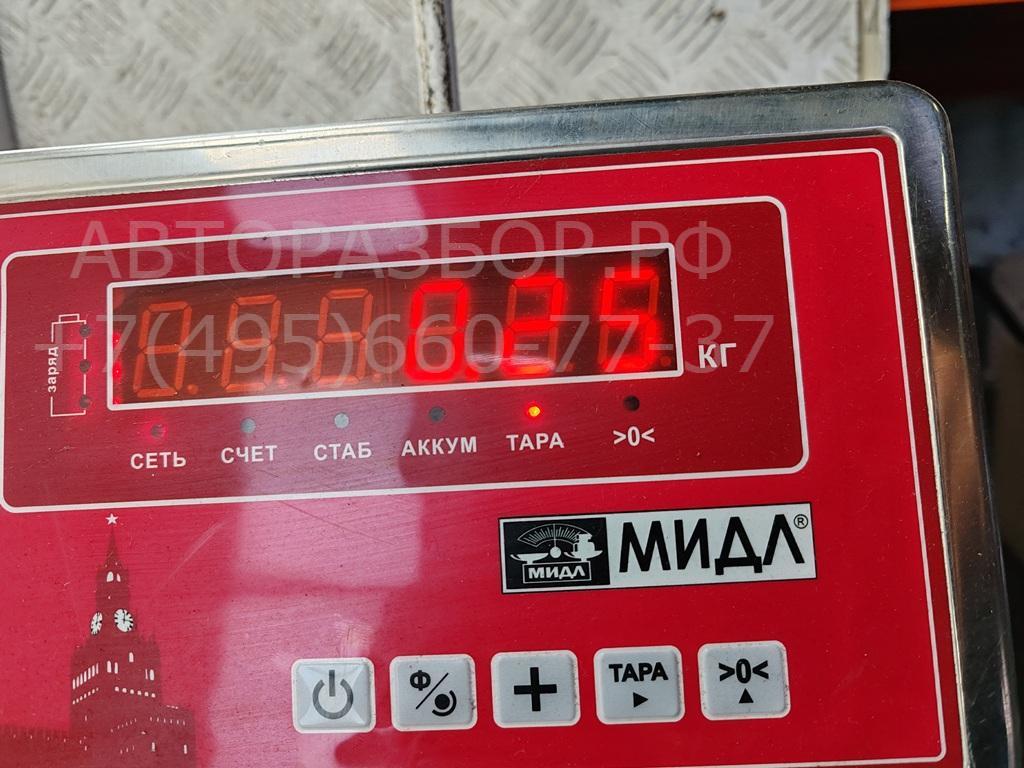 АВТОРАЗБОР.РФ
+7(495)660-77-37
заряд
0.25
КГ
СЕТЬ СЧЕТ СТАБ АККУМ ТАРА >0<
МИДЛ МИДЛ®
Ф ТАРА >0<